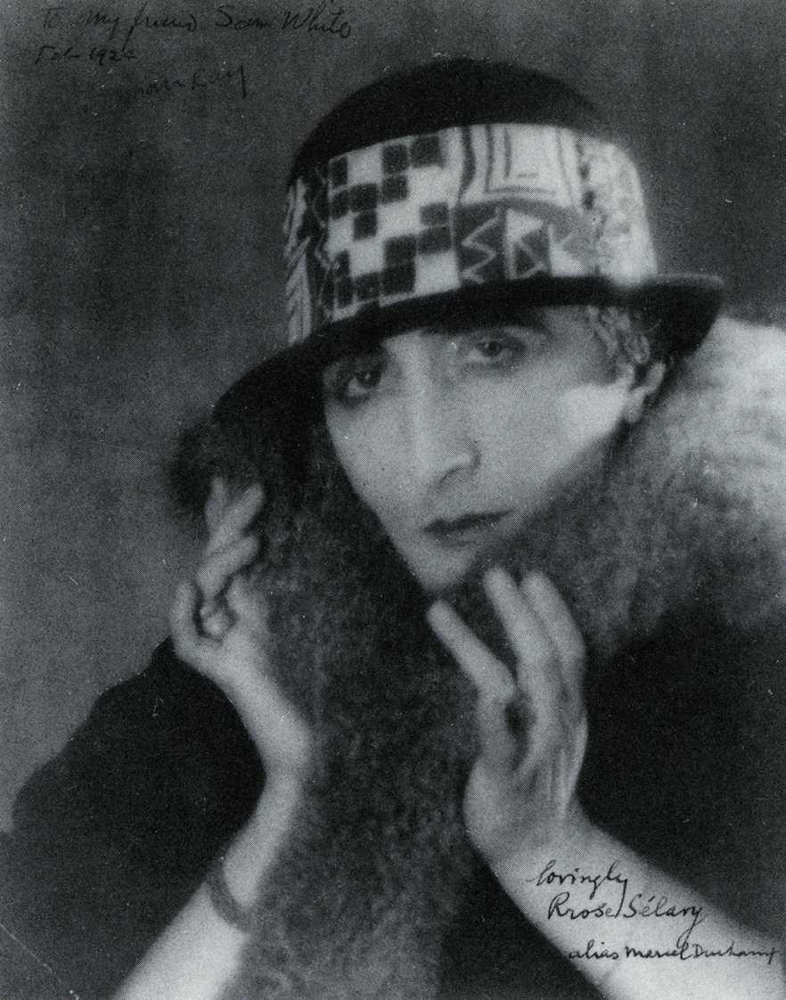 To My friend Sam White
Feb 1924
Man Ray
lovingly
Rrose Sélavy
alias Marcel Duchamp